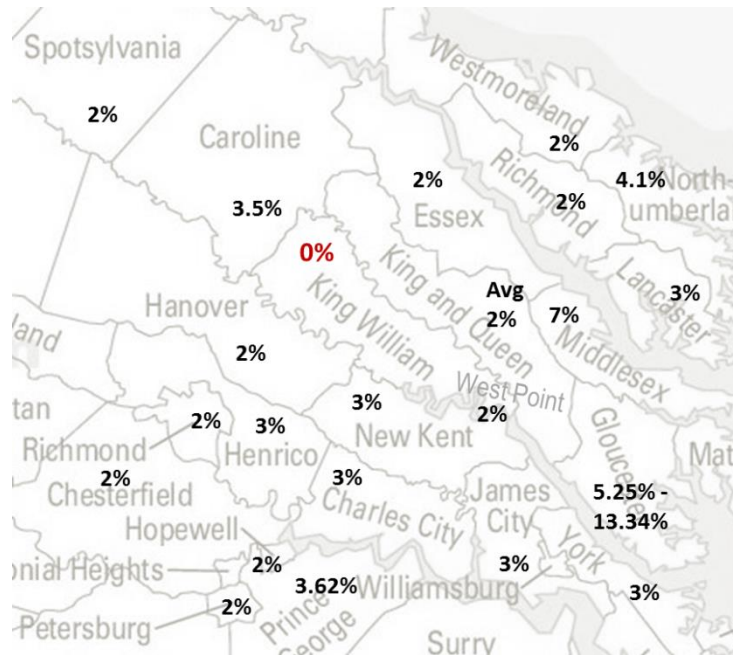 Spotsylvania
2%
Caroline
3.5%
Westmoreland
2%
Richmond
2%
4.1%
North-
umberla
2%
Essex
0%
King William
King and Queen
Avg
2%
7%
Middlesex
Lancaster
3%
Hanover
2%
land
tan
Richmond
2%
3%
Henrico
3%
New Kent
West Point
2%
Gloucester
5.25% -
13.34%
Mat
2%
Chesterfield
3%
Charles City
James
City
3%
York
3%
Williamsburg
Hopewell
2%
onial Heights
2%
Petersburg
3.62%
Prince
George
Surry